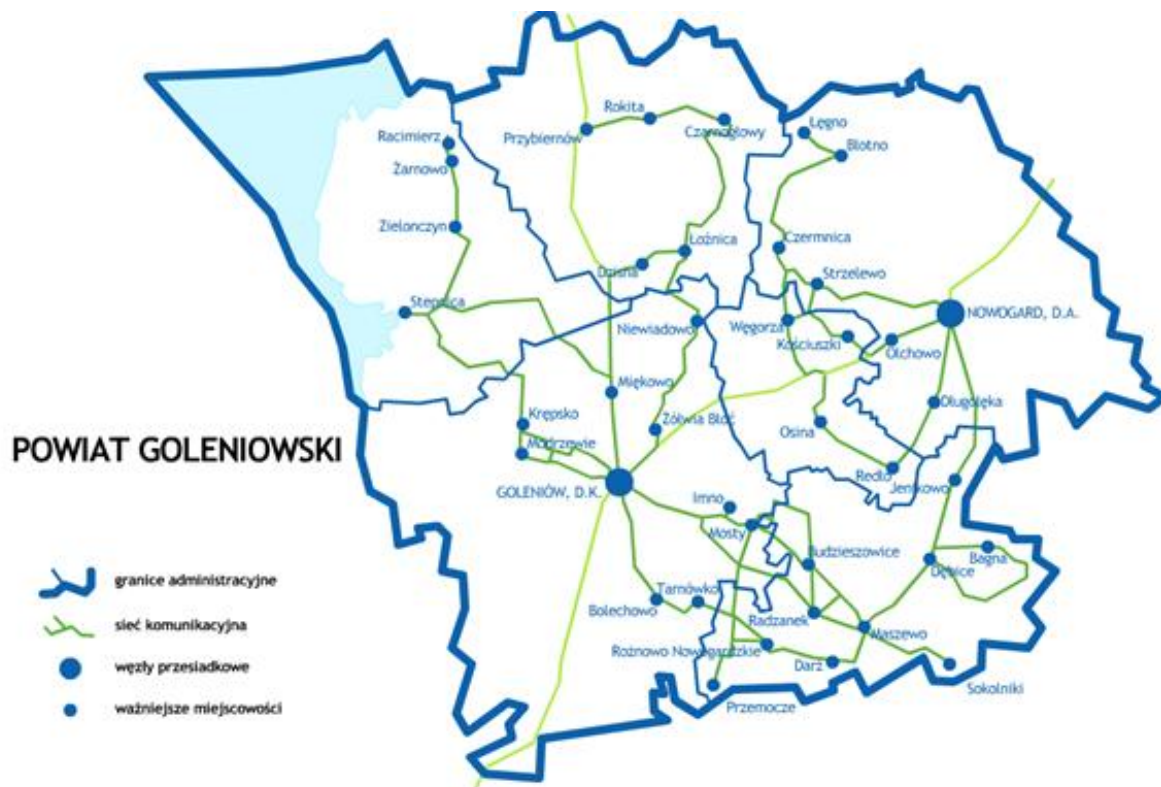 Rokita
Łęgno
Racimierz
Przybiernów
Czarnogłowy
Błotno
Żarnowo
Zielonczyn
Łoźnica
Czermnica
Strzelewo
Stepnica
NOWOGARD, D.A.
Niewiadowo
Węgorza
Kościuszki
Olchowo
Miękowo
Długołęka
Krępsko
Żółwia Błoć
Osina
POWIAT GOLENIOWSKI
Modrzewie
Redło
Jenikowo
GOLENIÓW, D.K.
Imno
Mosty
Budzieszowice
Bagna
Dębice
granice administracyjne
Tarnówko
Bolechowo
sieć komunikacyjna
Radzanek
Maszewo
Rożnowo Nowogardzkie
węzły przesiadkowe
Darż
Sokolniki
ważniejsze miejscowości
Przemocze